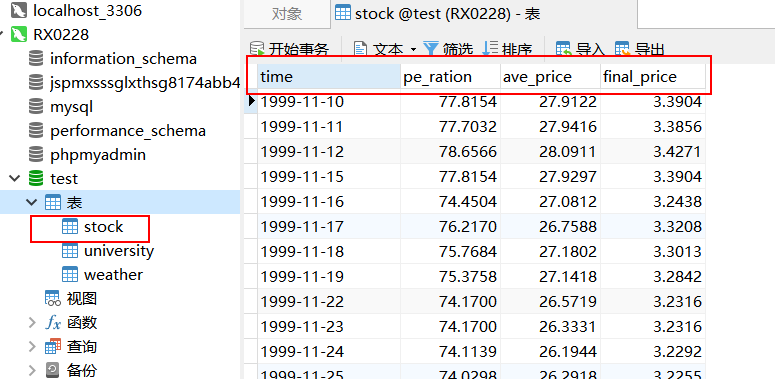 localhost_3306
RX0228
information_schema
jspmxsssglxthsg8174abb4
mysql
performance_schema
phpmyadmin
test
表
stock
university
weather
视图
函数
查询
备份
对象
stock @test (RX0228) - 表
开始事务 文本 筛选 排序 导入 导出
time pe_ration ave_price final_price
1999-11-10 77.8154 27.9122 3.3904
1999-11-11 77.7032 27.9416 3.3856
1999-11-12 78.6566 28.0911 3.4271
1999-11-15 77.8154 27.9297 3.3904
1999-11-16 74.4504 27.0812 3.2438
1999-11-17 76.2170 26.7588 3.3208
1999-11-18 75.7684 27.1802 3.3013
1999-11-19 75.3758 27.1418 3.2842
1999-11-22 74.1700 26.5719 3.2316
1999-11-23 74.1700 26.3331 3.2316
1999-11-24 74.1139 26.1944 3.2292
1999-11-25 74.0298 26.2918 3.2255